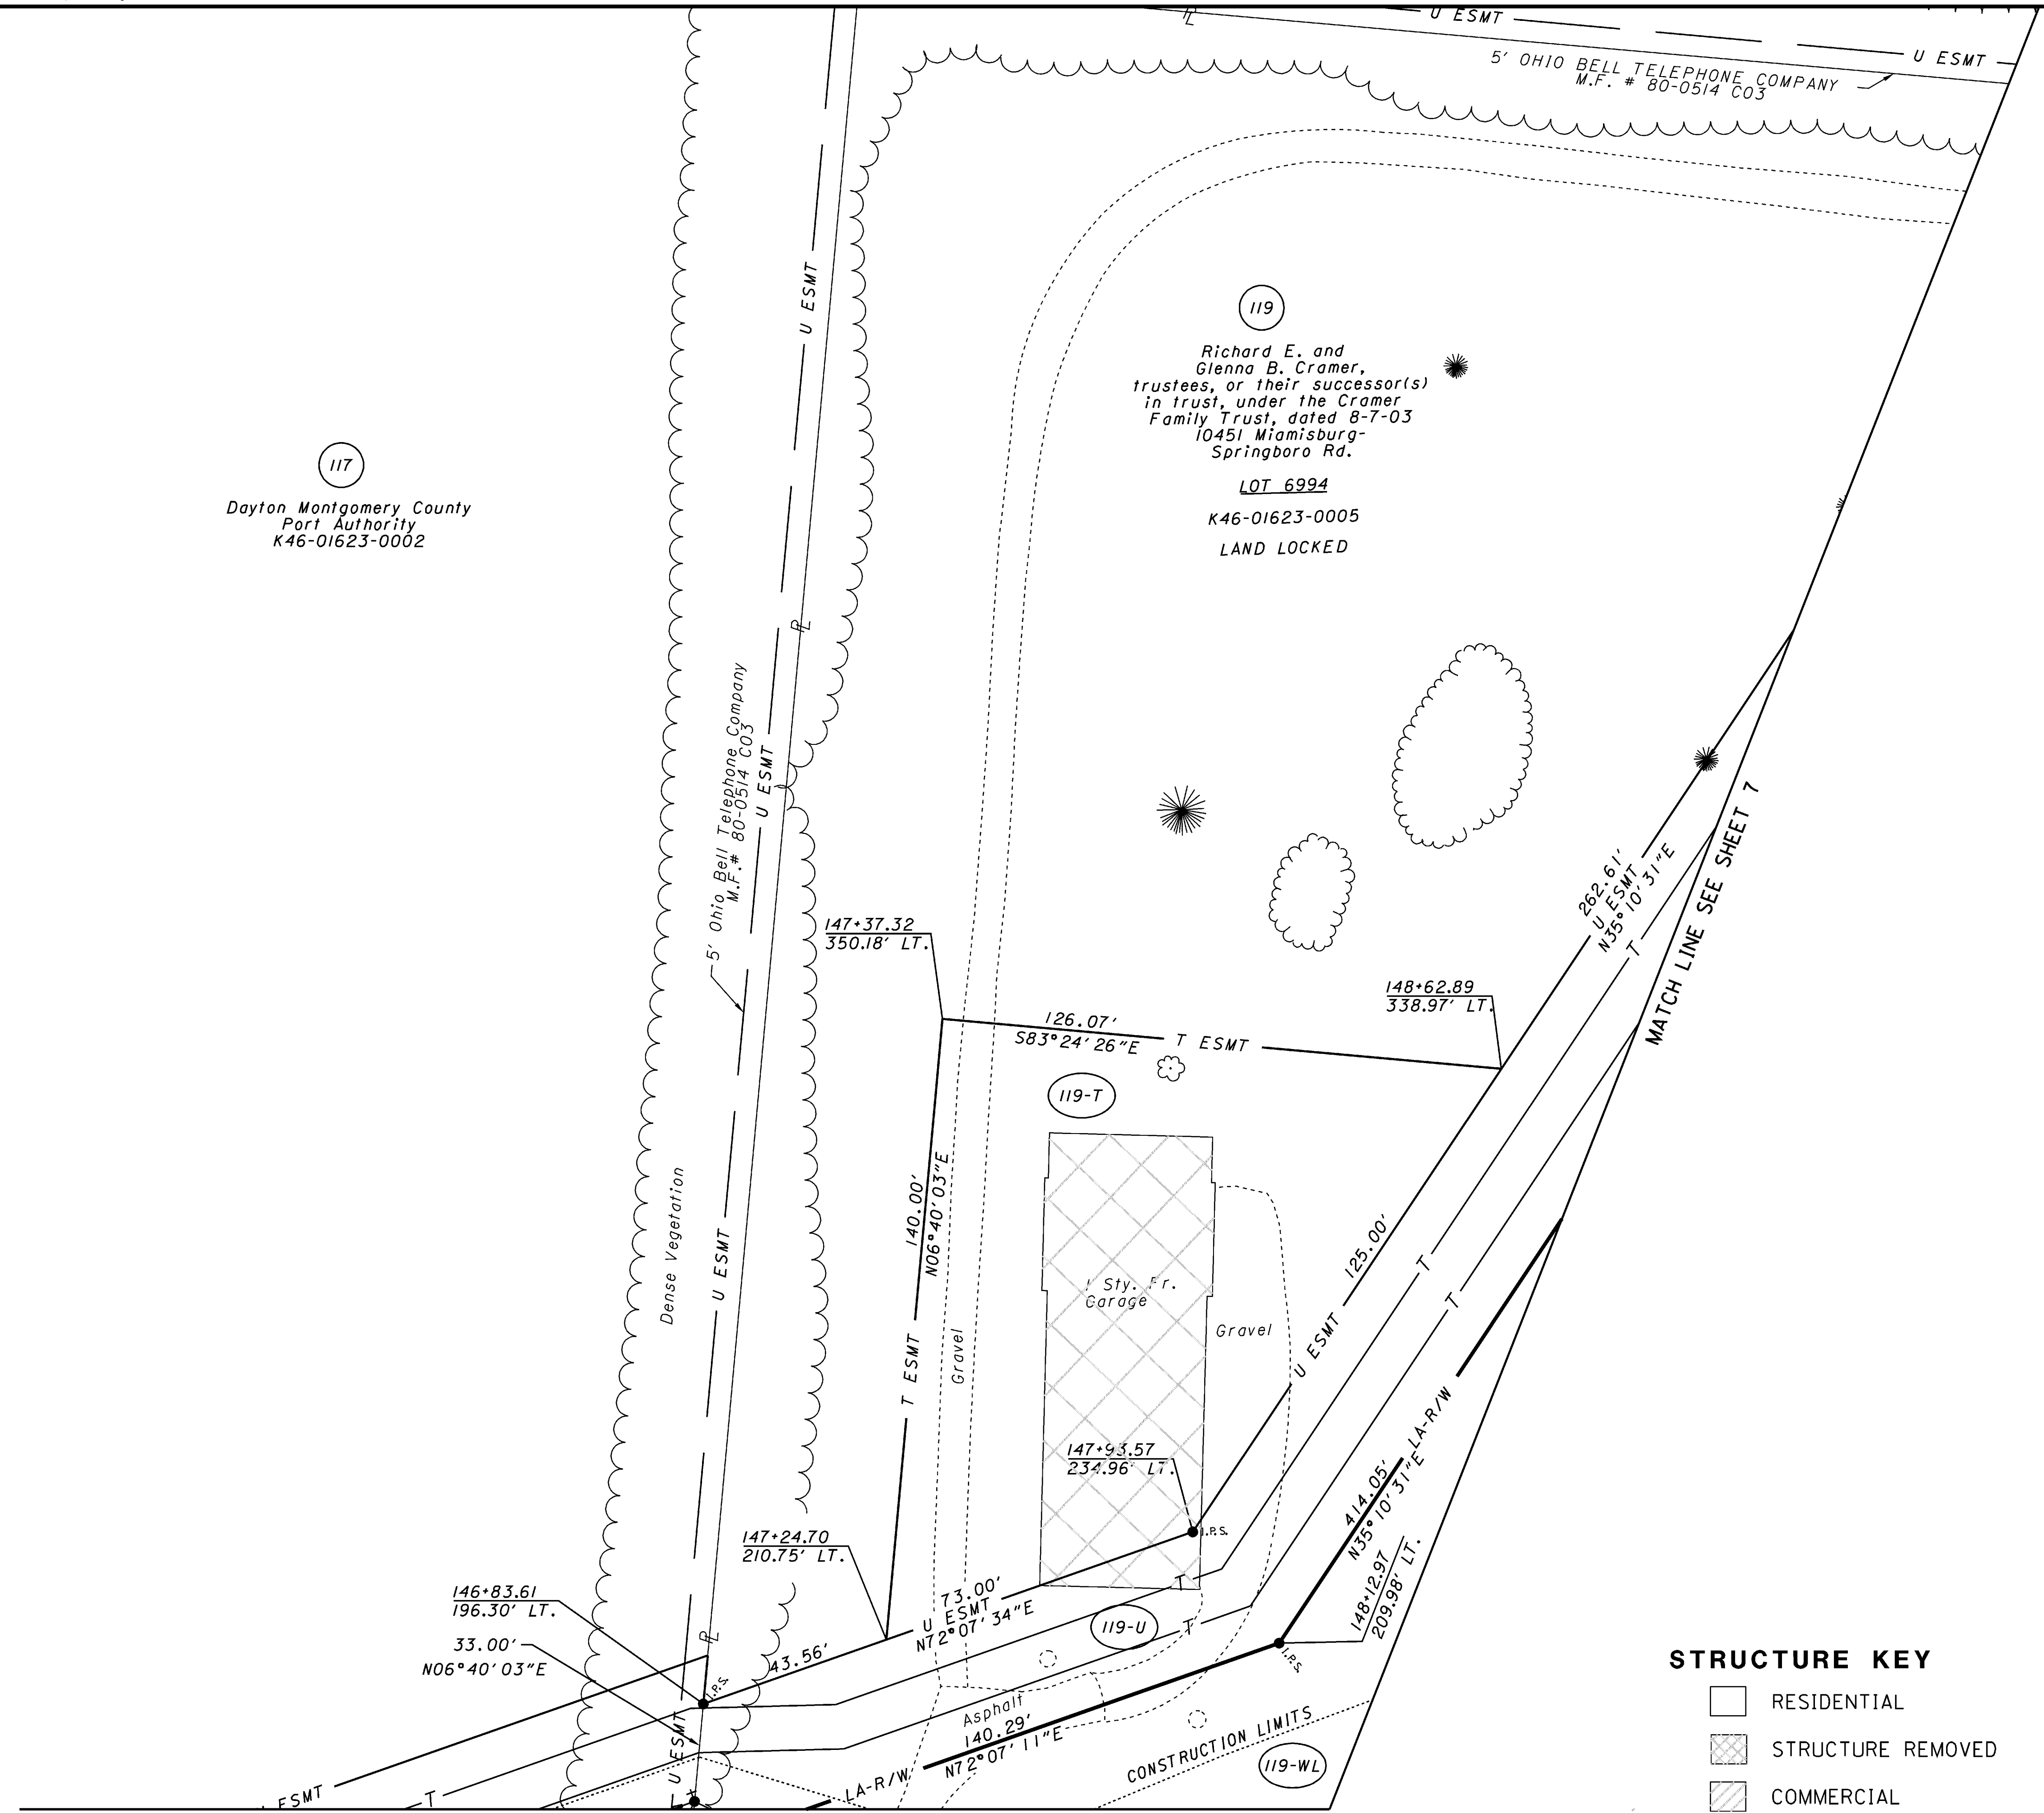 U ESMT
U ESMT
5' OHIO BELL TELEPHONE COMPANY
M.F. # 80-0514 C03
PL
U ESMT
119
Richard E. and
Glenna B. Cramer,
trustees, or their successor(s)
in trust, under the Cramer
Family Trust, dated 8-7-03
10451 Miamisburg-
Springboro Rd.
LOT 6994
K46-01623-0005
LAND LOCKED
117
Dayton Montgomery County
Port Authority
K46-01623-0002
W
PL
5' Ohio Bell Telephone Company
M.F.# 80-0514 C03
U ESMT
262.61'
U ESMT
N35°10'31"E
T
MATCH LINE SEE SHEET 7
147+37.32
350.18' LT.
148+62.89
338.97' LT.
126.07'
T ESMT
S83°24'26"E
119-T
140.00'
N06°40'03"E
T ESMT
Dense Vegetation
U ESMT
Gravel
1 Sty. Fr.
Garage
Gravel
125.00'
U ESMT
T
T
LA-R/W
414.05'
N35°10'31"E
147+93.57
234.96' LT.
I.P.S.
147+24.70
210.75' LT.
148+12.97
209.98' LT.
I.P.S.
146+83.61
196.30' LT.
33.00'
N06°40'03"E
PL
I.P.S.
43.56'
73.00'
U ESMT
N72°07'34"E
T
119-U
T
Asphalt
140.29'
N72°07'11"E
LA-R/W
CONSTRUCTION LIMITS
119-WL
U ESMT
ESMT
T
STRUCTURE KEY
RESIDENTIAL
STRUCTURE REMOVED
COMMERCIAL